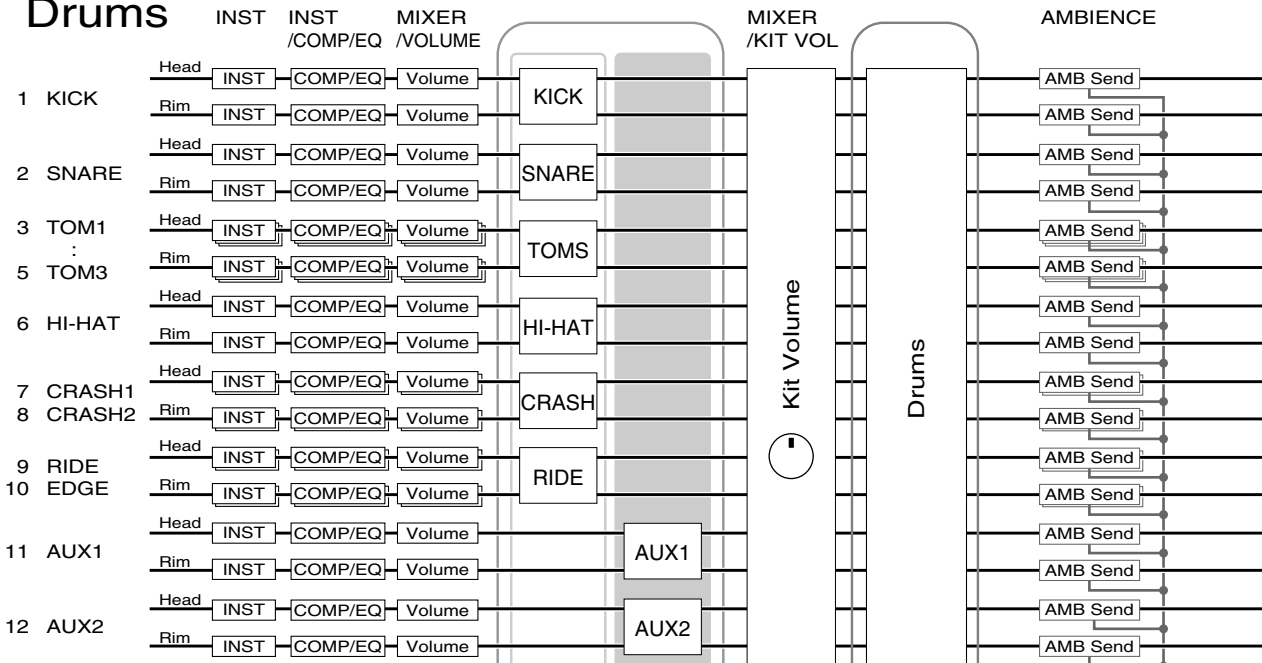 Drums
INST
INST
/COMP/EQ
MIXER
/VOLUME
MIXER
/KIT VOL
AMBIENCE
1 KICK
Head INST COMP/EQ Volume KICK AMB Send
Rim INST COMP/EQ Volume AMB Send
2 SNARE
Head INST COMP/EQ Volume SNARE AMB Send
Rim INST COMP/EQ Volume AMB Send
3 TOM1
:
5 TOM3
Head INST COMP/EQ Volume TOMS AMB Send
Rim INST COMP/EQ Volume AMB Send
6 HI-HAT
Head INST COMP/EQ Volume HI-HAT AMB Send
Rim INST COMP/EQ Volume AMB Send
7 CRASH1
8 CRASH2
Head INST COMP/EQ Volume CRASH AMB Send
Rim INST COMP/EQ Volume AMB Send
9 RIDE
10 EDGE
Head INST COMP/EQ Volume RIDE AMB Send
Rim INST COMP/EQ Volume AMB Send
11 AUX1
Head INST COMP/EQ Volume AUX1 AMB Send
Rim INST COMP/EQ Volume AMB Send
12 AUX2
Head INST COMP/EQ Volume AUX2 AMB Send
Rim INST COMP/EQ Volume AMB Send
Kit Volume
Drums